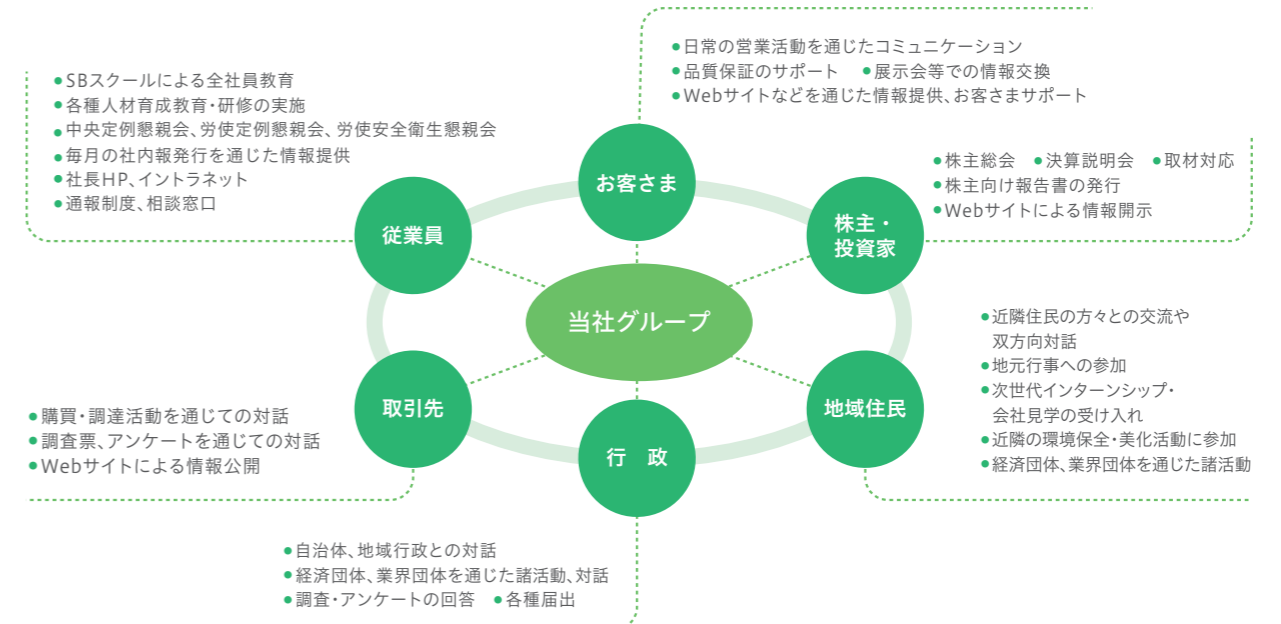 ●日常の営業活動を通じたコミュニケーション
●品質保証のサポート ●展示会等での情報交換
●Webサイトなどを通じた情報提供、お客さまサポート
お客さま
●SBスクールによる全社員教育
●各種人材育成教育・研修の実施
●中央定例懇親会、労使定例懇親会、労使安全衛生懇親会
●毎月の社内報発行を通じた情報提供
●社長HP、イントラネット
●通報制度、相談窓口
従業員
●株主総会 ●決算説明会 ●取材対応
●株主向け報告書の発行
●Webサイトによる情報開示
株主・
投資家
当社グループ
●近隣住民の方々との交流や
双方向対話
●地元行事への参加
●次世代インターンシップ・
会社見学の受け入れ
●近隣の環境保全・美化活動に参加
●経済団体、業界団体を通じた諸活動
地域住民
取引先
●購買・調達活動を通じての対話
●調査票、アンケートを通じての対話
●Webサイトによる情報公開
行 政
●自治体、地域行政との対話
●経済団体、業界団体を通じた諸活動、対話
●調査・アンケートの回答 ●各種届出